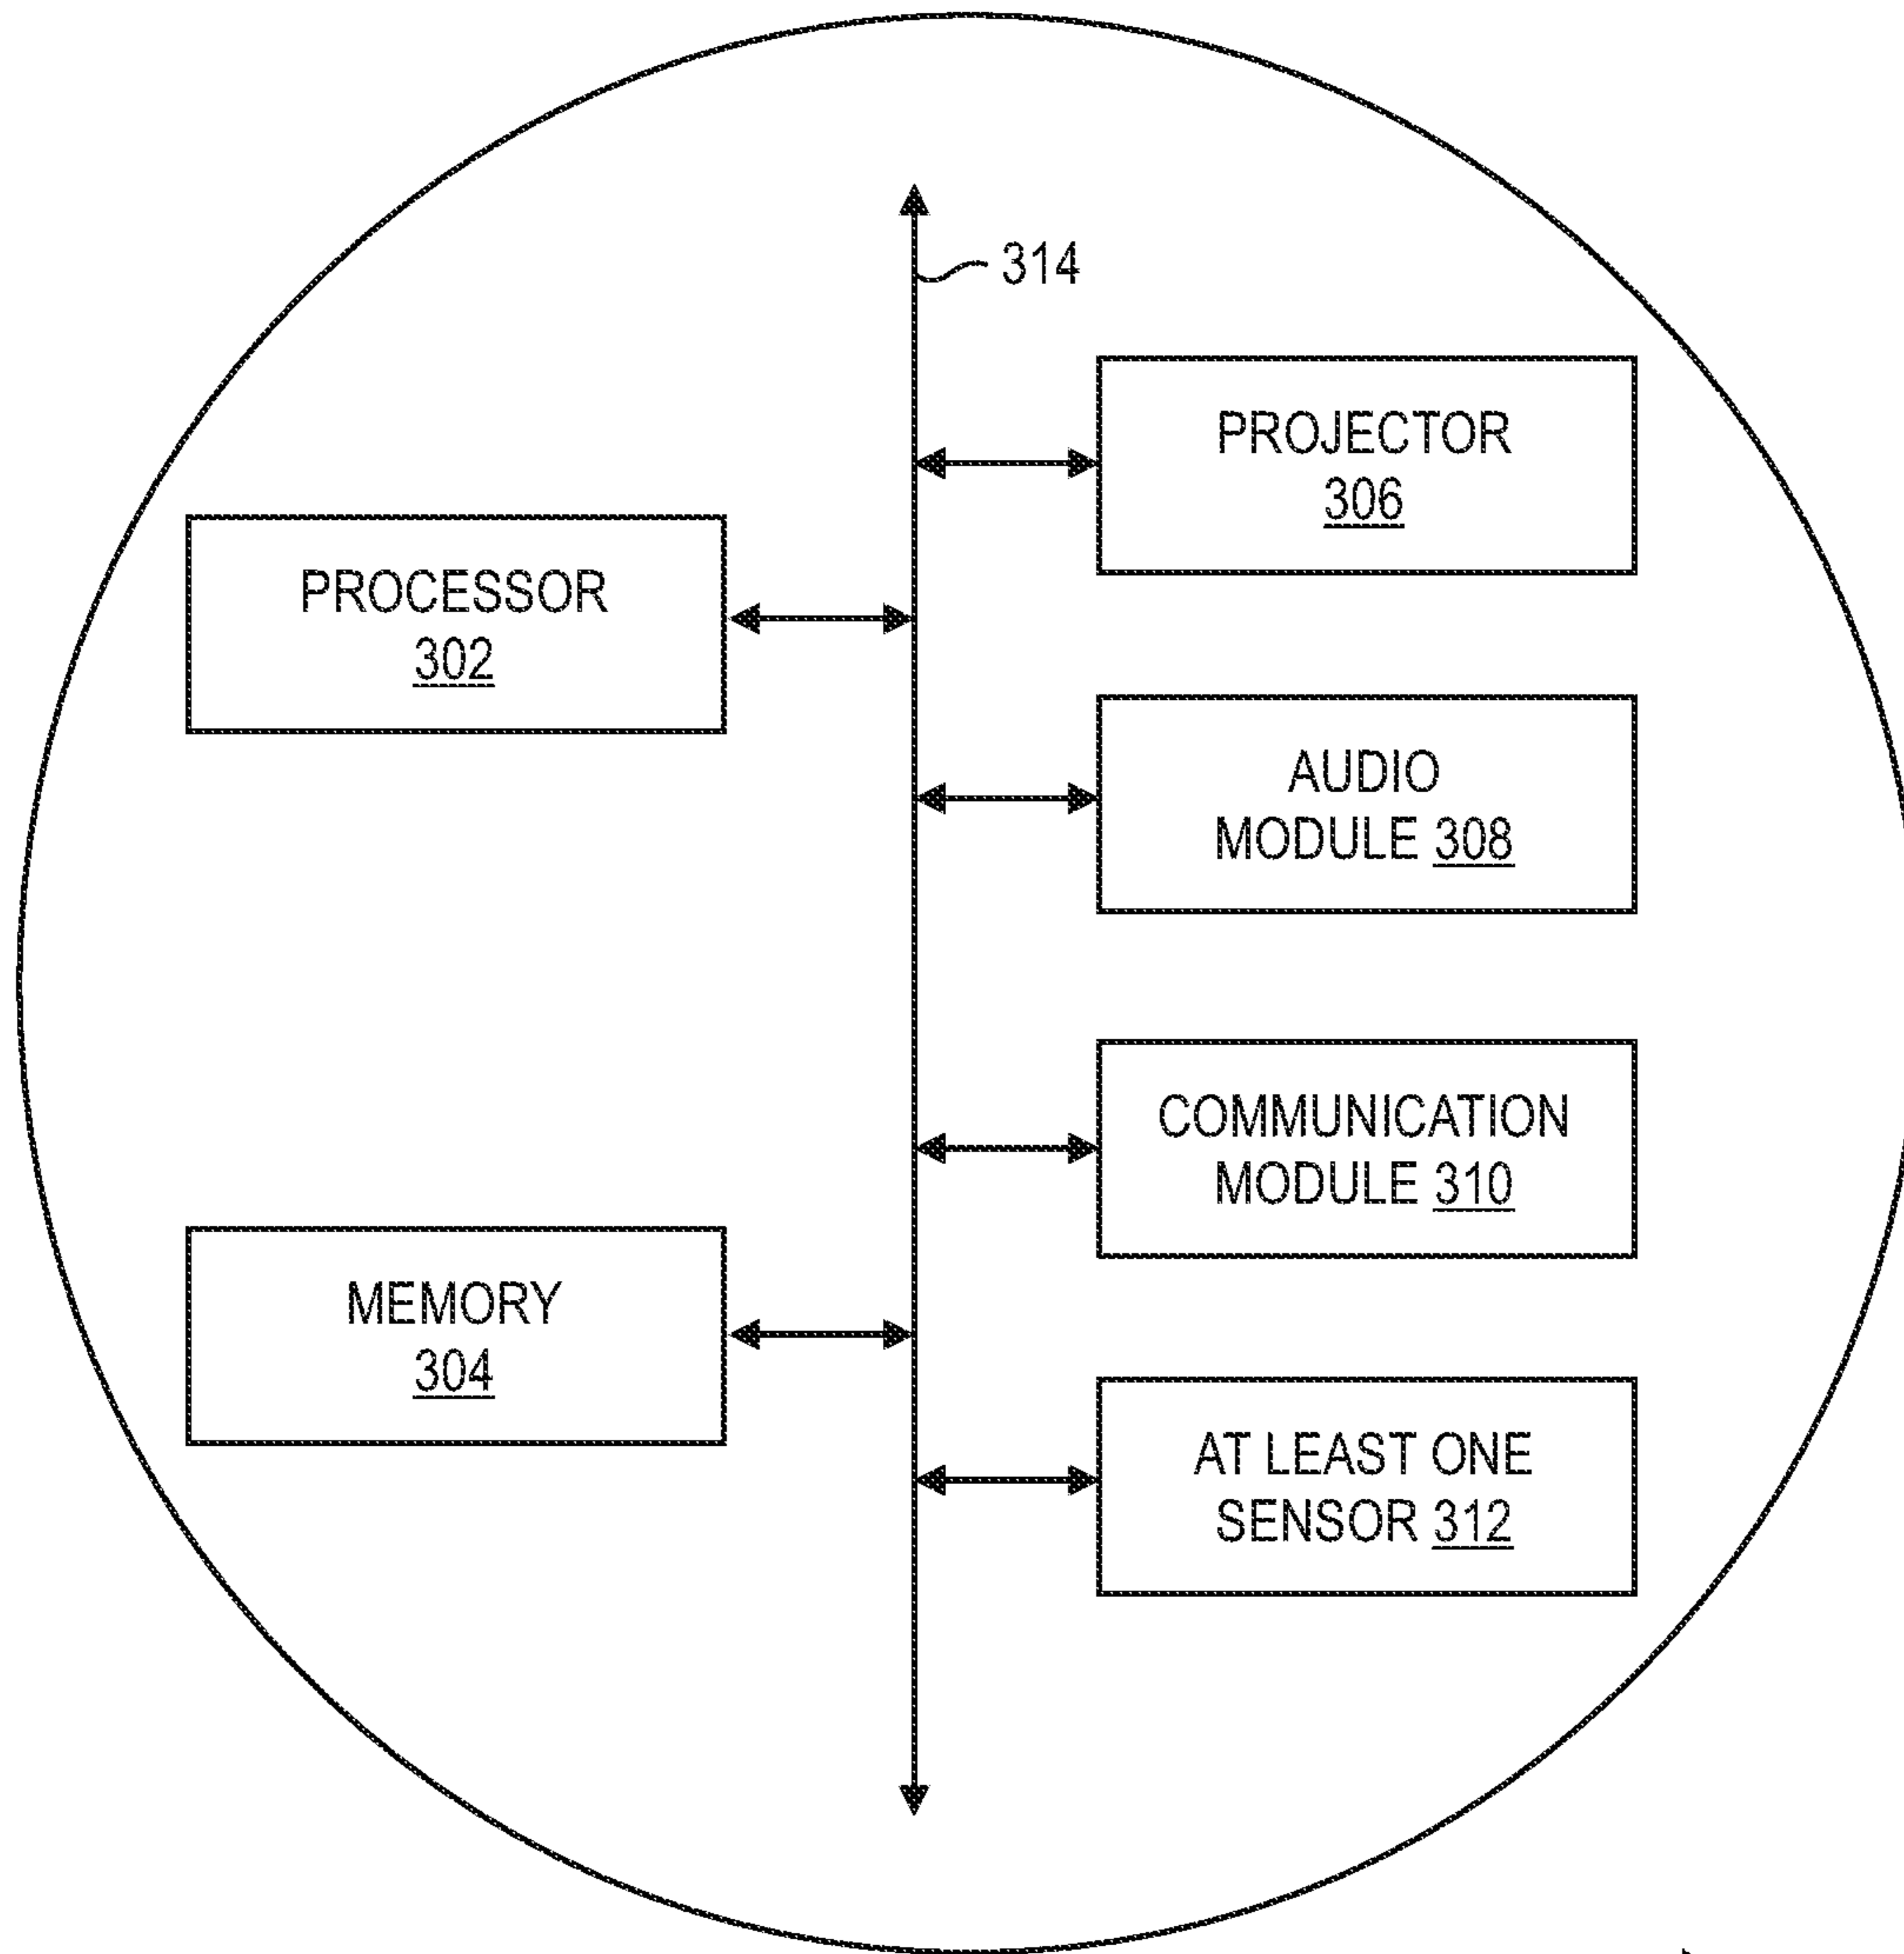 314
PROJECTOR
306
PROCESSOR
302
AUDIO
MODULE 308
COMMUNICATION
MODULE 310
MEMORY
304
AT LEAST ONE
SENSOR 312